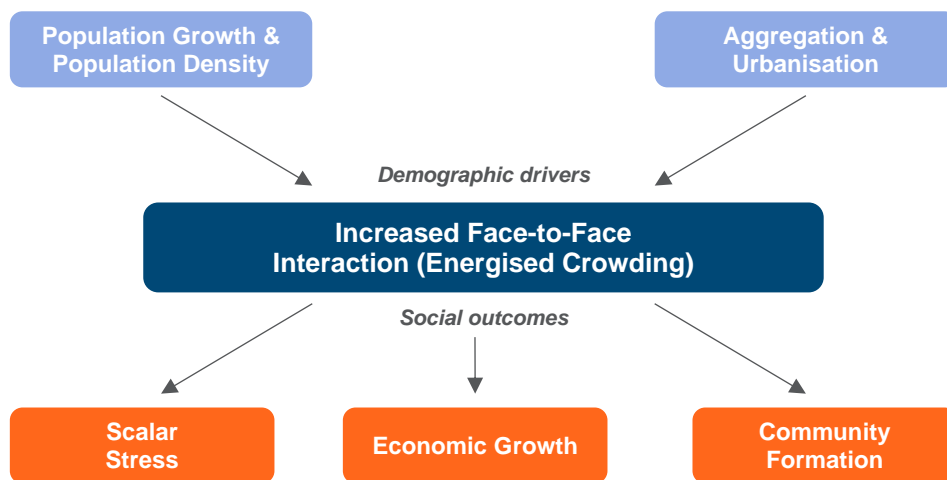 Population Growth &
Population Density
Aggregation &
Urbanisation
Demographic drivers
Increased Face-to-Face
Interaction (Energised Crowding)
Social outcomes
Scalar
Stress
Economic Growth
Community
Formation